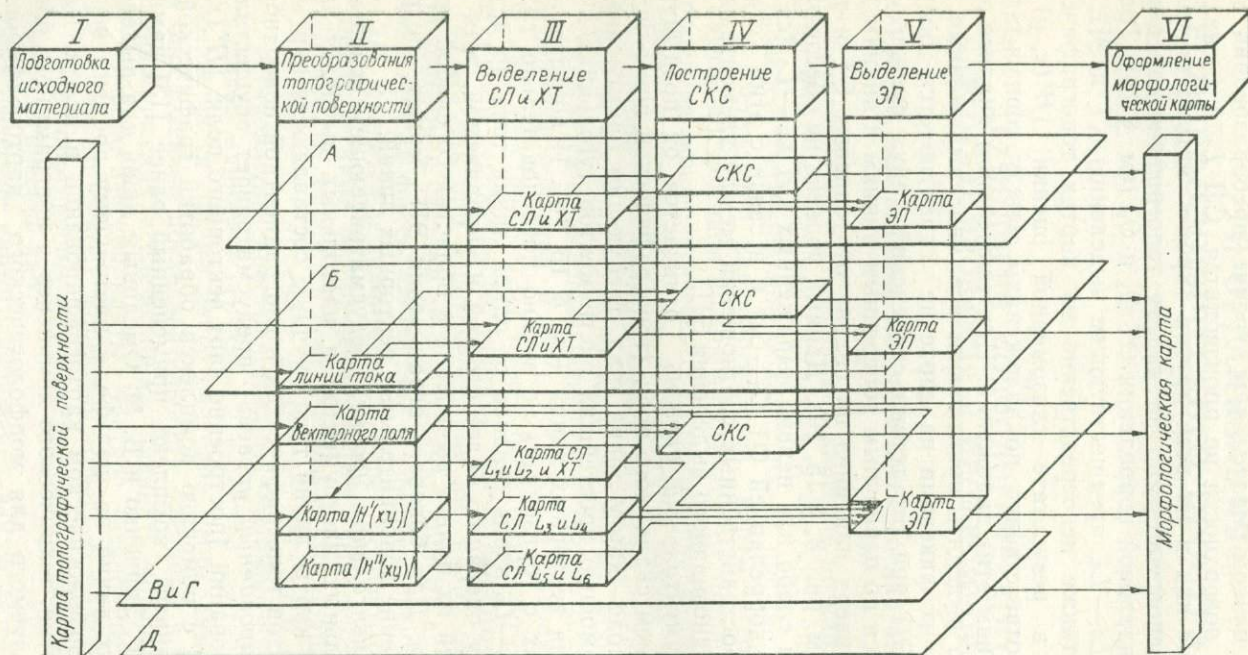 I
II
III
IV
V
VI
Подготовка
исходного
материала
Преобразования
топографичес-
кой поверхности
Выделение
СЛ и ХТ
Построение
СКС
Выделение
ЭП
Оформление
морфологи-
ческой карты
А
СКС
Карта
СЛ и ХТ
Карта
ЭП
Б
СКС
Карта
СЛ и ХТ
Карта
ЭП
Карта
линии тока
Карта
векторного поля
СКС
Карта СЛ
L₁ и L₂ и ХТ
Карта /H'(xy)/
Карта
СЛ L₃ и L₄
Карта
ЭП
Карта /H''(xy)/
Карта
СЛ L₅ и L₆
В и Г
Д
Карта топографической поверхности
Морфологическая карта